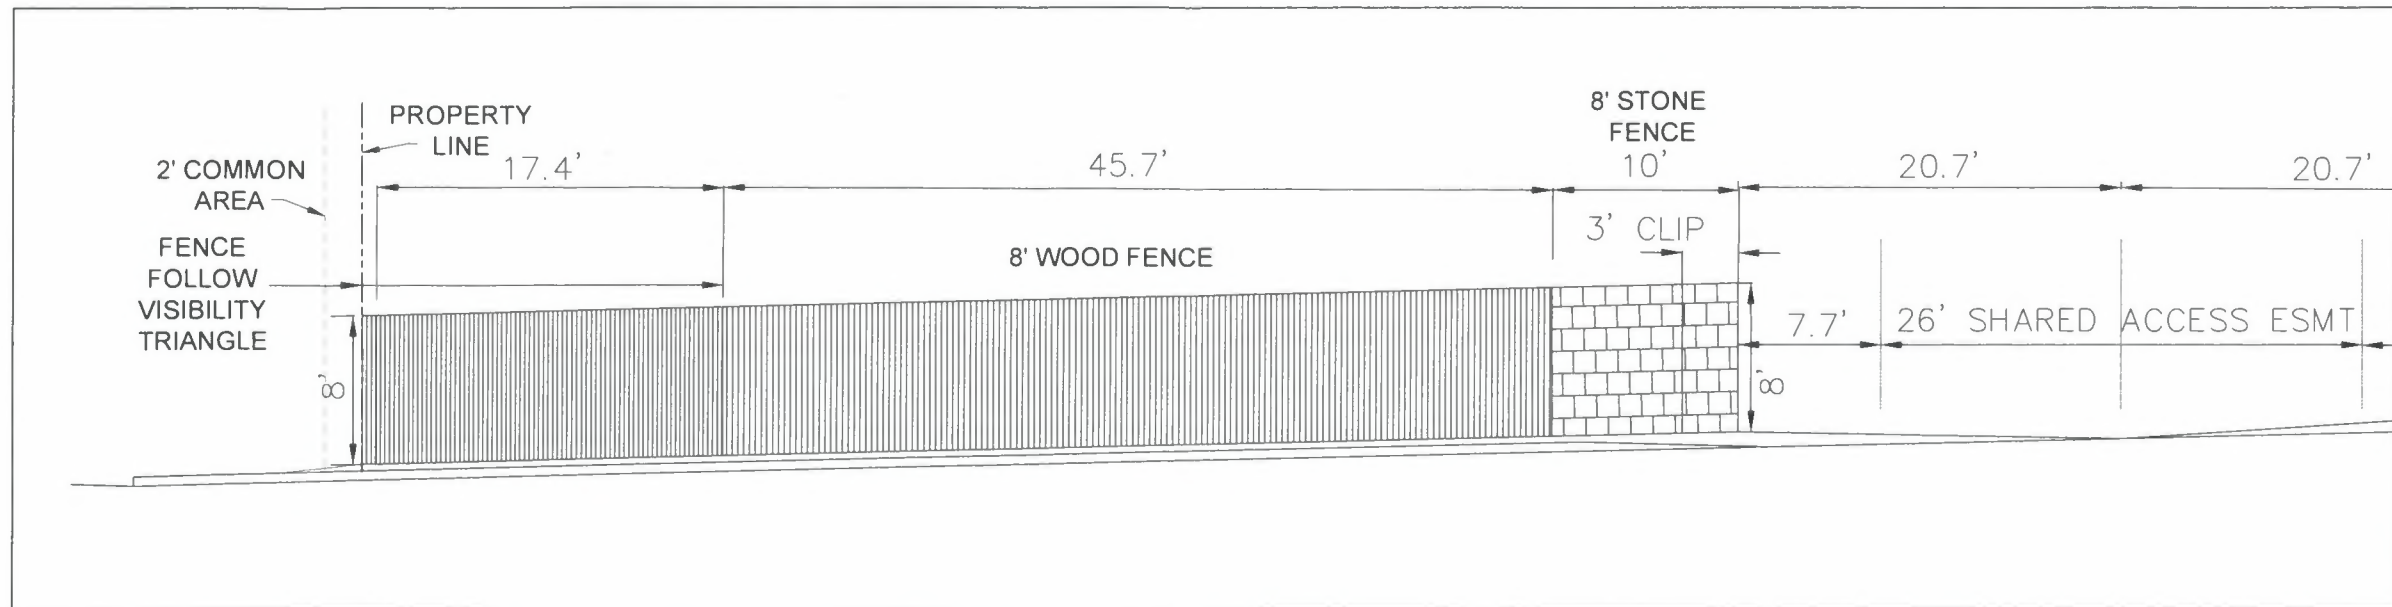 PROPERTY
LINE
2' COMMON
AREA
17.4'
45.7'
8' STONE
FENCE
10'
20.7'
20.7'
FENCE
FOLLOW
VISIBILITY
TRIANGLE
8' WOOD FENCE
3' CLIP
7.7'
26' SHARED ACCESS ESMT
8'
8'